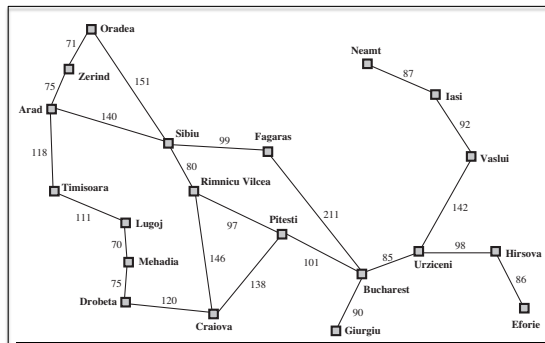 Oradea
71
Neamt
Zerind
87
151
75
Iasi
Arad
140
92
Sibiu
99
Fagaras
118
Vaslui
80
Timisoara
Rimnicu Vilcea
111
211
142
Lugoj
97
Pitesti
70
98
Hirsova
85
146
101
Urziceni
Mehadia
138
86
75
Bucharest
120
90
Drobeta
Craiova
Eforie
Giurgiu